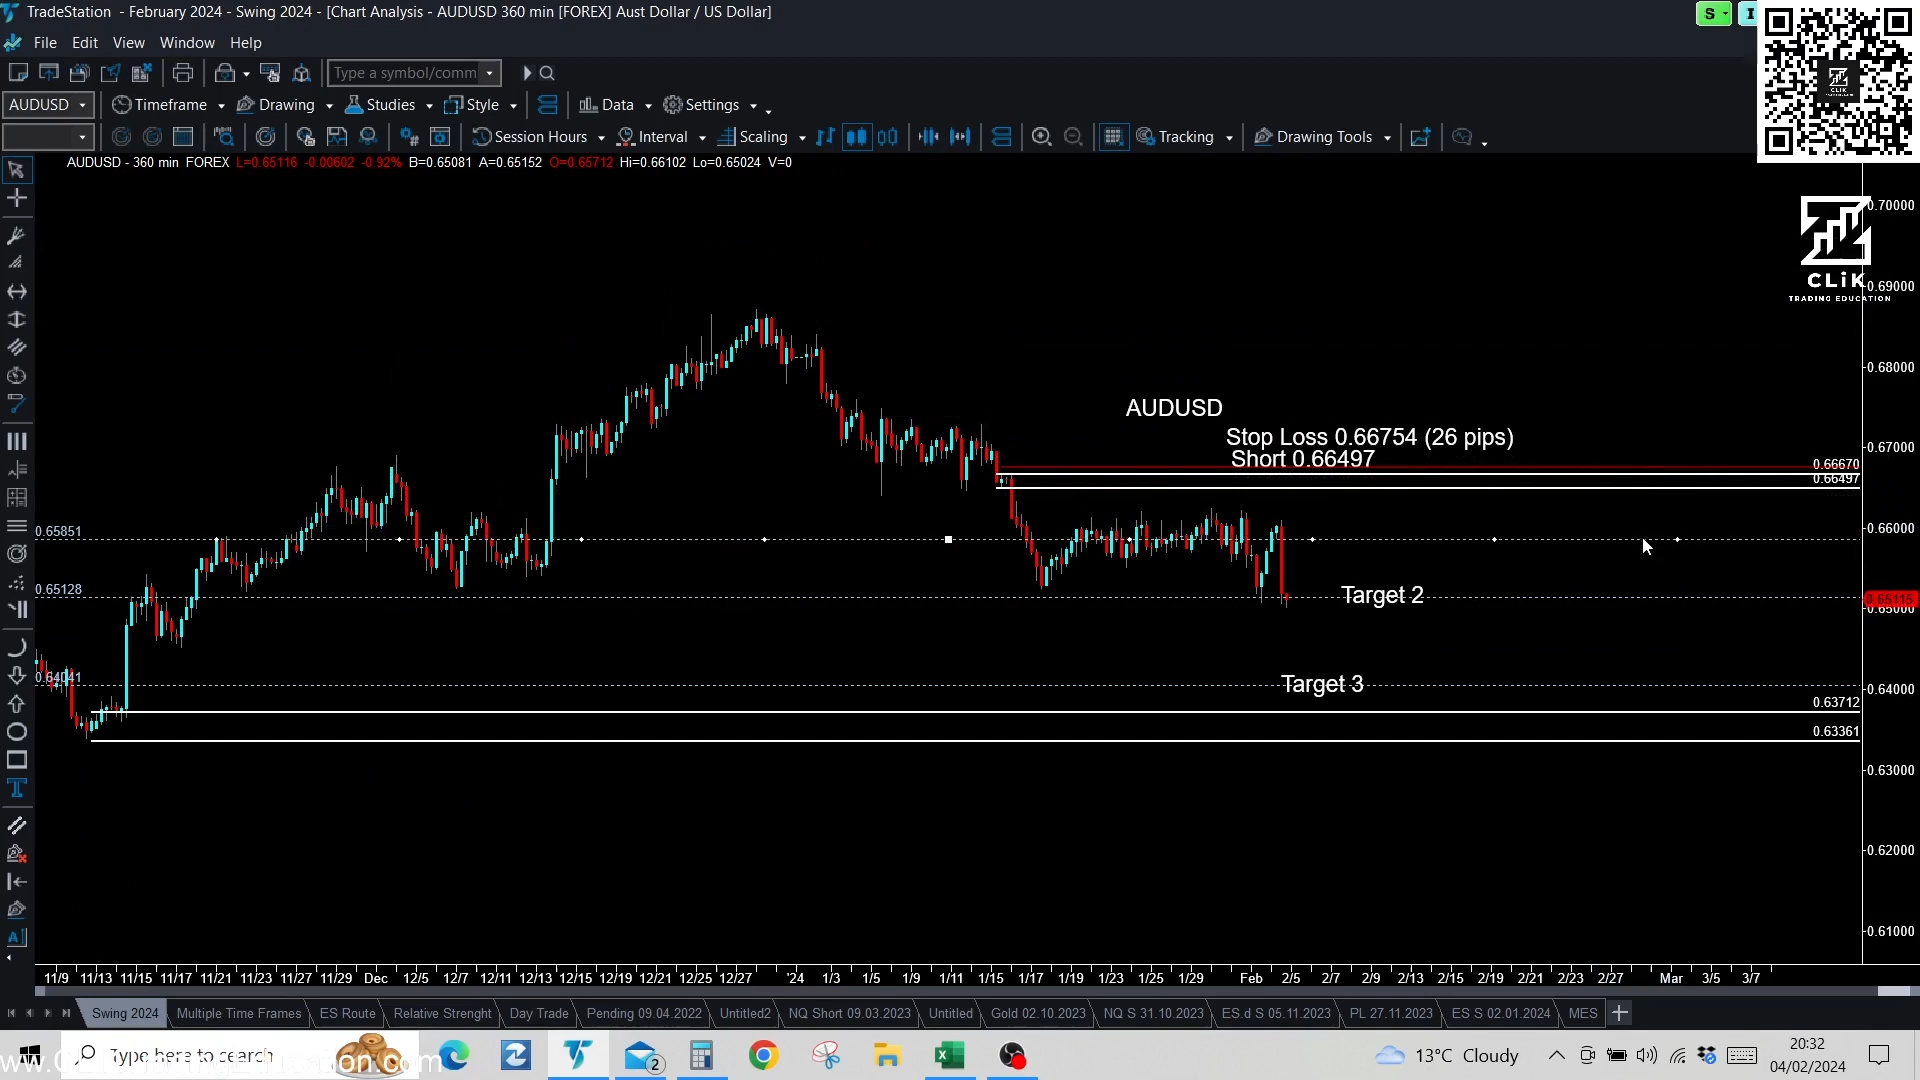 TradeStation - February 2024 - Swing 2024 - [Chart Analysis - AUDUSD 360 min [FOREX] Aust Dollar / US Dollar]
S
File Edit View Window Help
Type a symbol/comm
AUDUSD Timeframe Drawing Studies Style Data Settings
Session Hours Interval Scaling Tracking Drawing Tools
AUDUSD - 360 min FOREX L=0.65116 -0.00602 -0.92% B=0.65081 A=0.65152 O=0.65712 Hi=0.66102 Lo=0.65024 V=0
CLiK
TRADING EDUCATION
0.70000
0.69000
0.68000
0.67000
0.66000
0.65115
0.65000
0.64000
0.63000
0.62000
0.61000
AUDUSD
Stop Loss 0.66754 (26 pips)
Short 0.66497
0.66670
0.66497
0.65851
0.65128
Target 2
0.64041
Target 3
0.63712
0.63361
11/9 11/13 11/15 11/17 11/21 11/23 11/27 11/29 Dec 12/5 12/7 12/11 12/13 12/15 12/19 12/21 12/25 12/27 '24 1/3 1/5 1/9 1/11 1/15 1/17 1/19 1/23 1/25 1/29 Feb 2/5 2/7 2/9 2/13 2/15 2/19 2/21 2/23 2/27 Mar 3/5 3/7
Swing 2024 Multiple Time Frames ES Route Relative Strenght Day Trade Pending 09.04.2022 Untitled2 NQ Short 09.03.2023 Untitled Gold 02.10.2023 NQ S 31.10.2023 ES.d S 05.11.2023 PL 27.11.2023 ES S 02.01.2024 MES
Type here to search
2
13°C Cloudy
20:32
04/02/2024